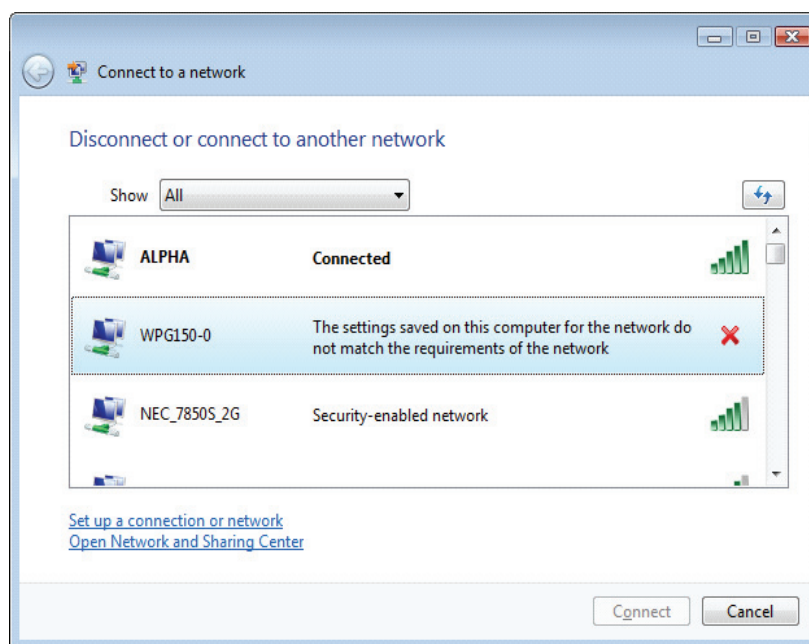 Connect to a network
Disconnect or connect to another network
Show All
ALPHA Connected
WPG150-0 The settings saved on this computer for the network do
not match the requirements of the network
NEC_7850S_2G Security-enabled network
Set up a connection or network
Open Network and Sharing Center
Connect Cancel